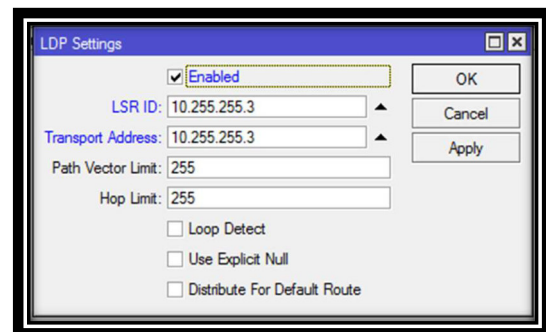 LDP Settings
Enabled
OK
LSR ID: 10.255.255.3
Cancel
Transport Address: 10.255.255.3
Apply
Path Vector Limit: 255
Hop Limit: 255
Loop Detect
Use Explicit Null
Distribute For Default Route